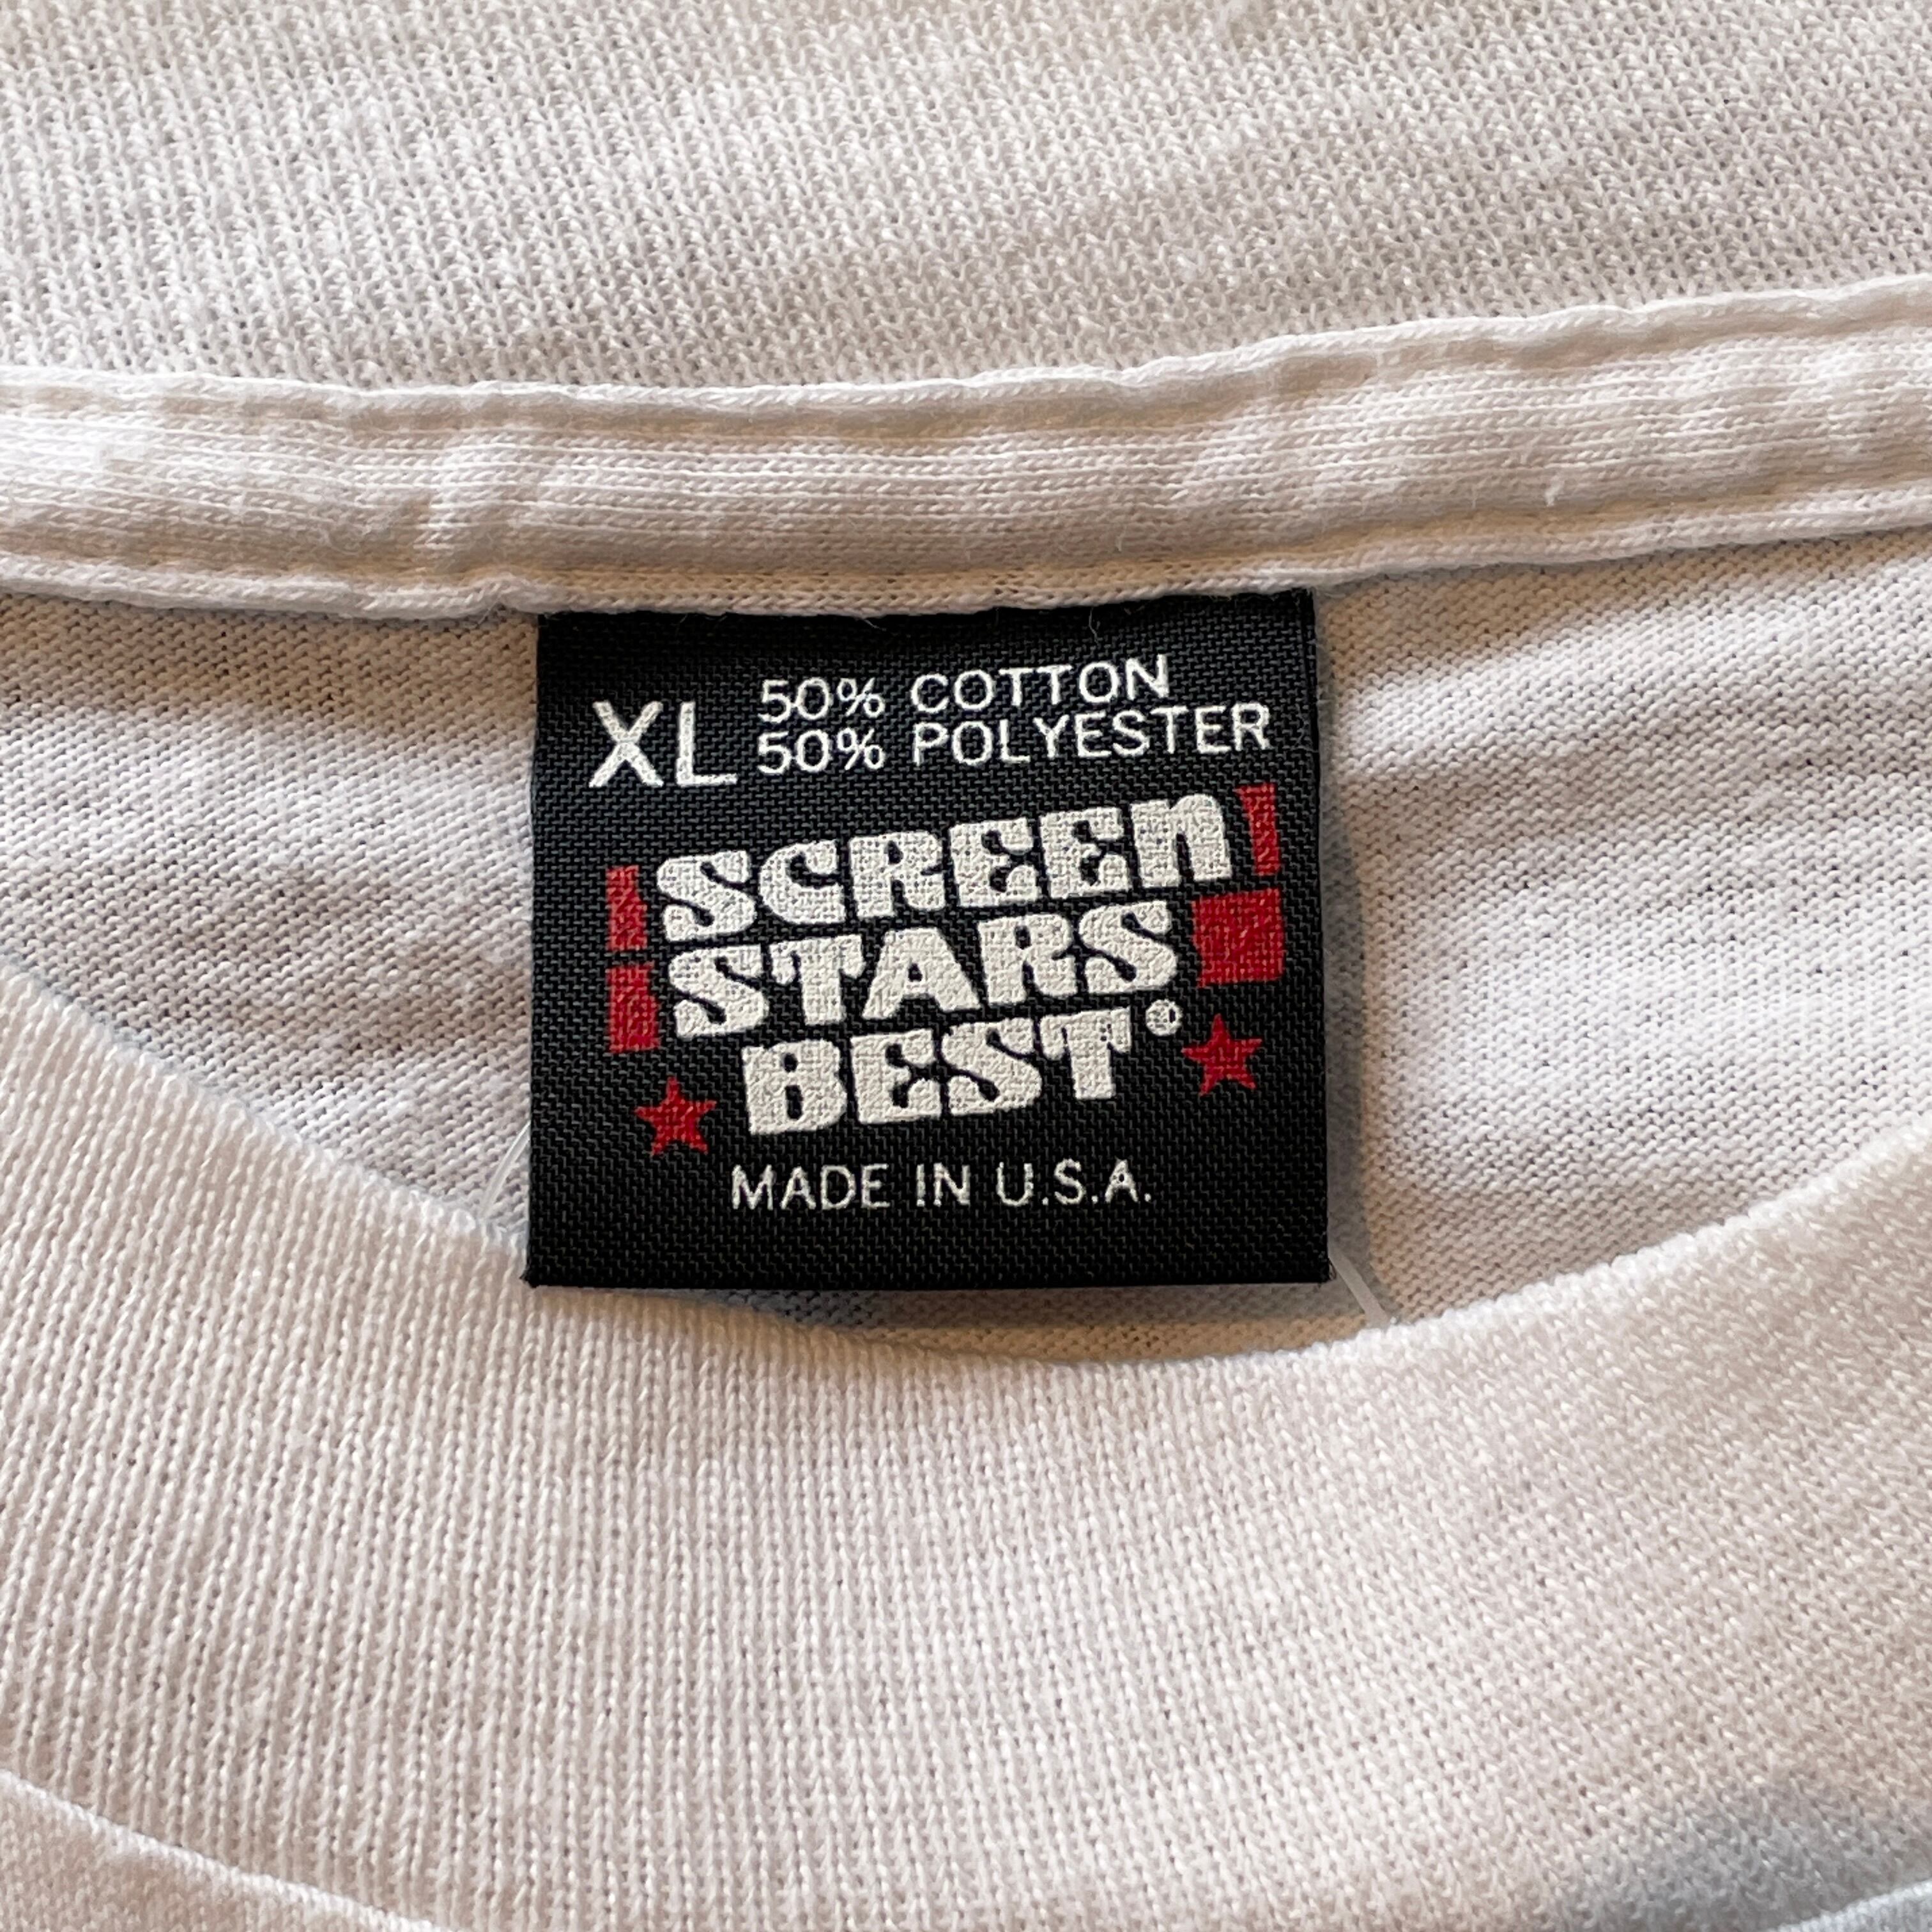 XL 50% COTTON
50% POLYESTER
SCREEN
STARS
BEST®
MADE IN U.S.A.